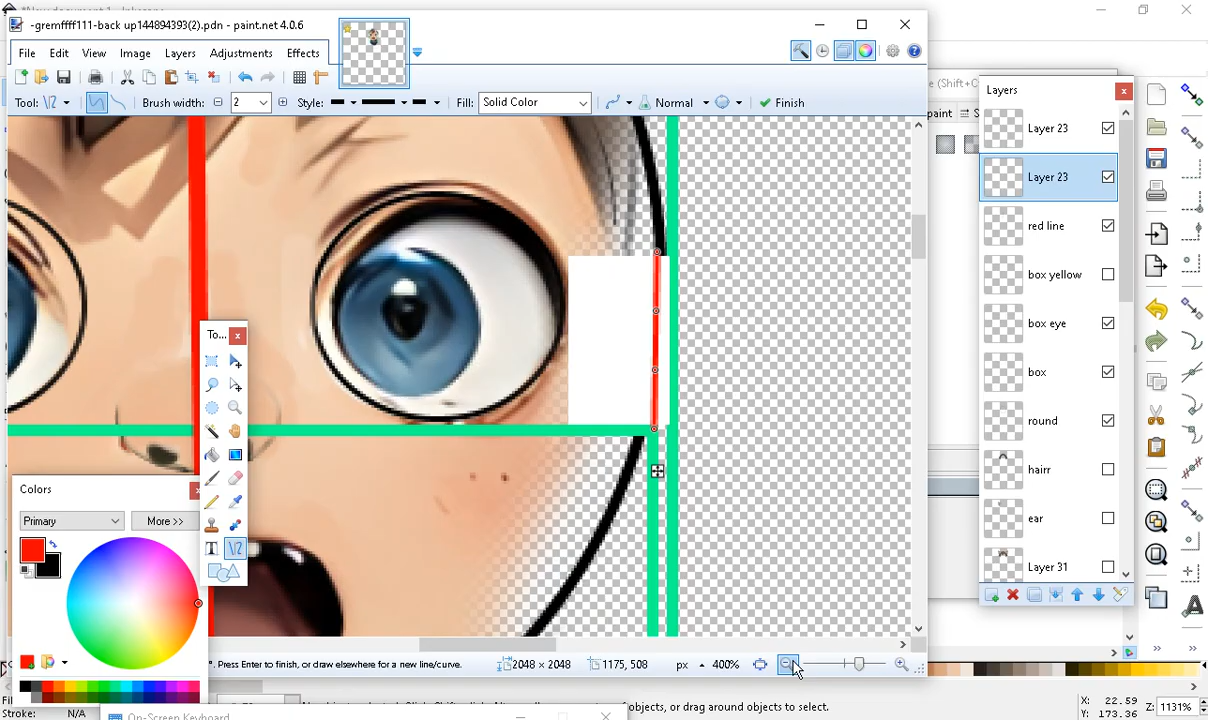 -gremffff111-back up144894393(2).pdn - paint.net 4.0.6
File Edit View Image Layers Adjustments Effects
Tool: Brush width: 2 Style: Fill: Solid Color Normal Finish
(Shift+C
paint
Layers
Layer 23
Layer 23
red line
box yellow
box eye
box
round
hairr
ear
Layer 31
To...
Colors
Primary More >>
. Press Enter to finish, or draw elsewhere for a new line/curve. 2048 × 2048 1175, 508 px 400%
Stroke: N/A
objects, or drag around objects to select.
X: 22.59
Y: 173.36
Z: 1131%
On-Screen Keyboard